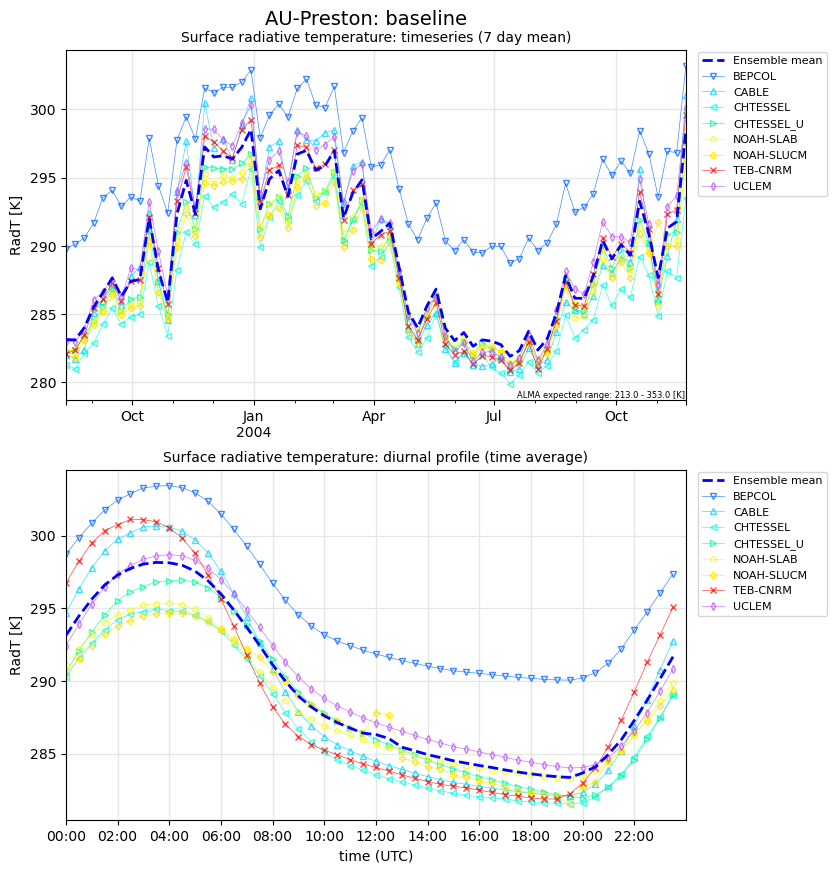 AU-Preston: baseline
Surface radiative temperature: timeseries (7 day mean)
RadT [K]
300
295
290
285
280
Oct
Jan
2004
Apr
Jul
Oct
ALMA expected range: 213.0 - 353.0 [K]
Ensemble mean
BEPCOL
CABLE
CHTESSEL
CHTESSEL_U
NOAH-SLAB
NOAH-SLUCM
TEB-CNRM
UCLEM
Surface radiative temperature: diurnal profile (time average)
RadT [K]
300
295
290
285
00:00
02:00
04:00
06:00
08:00
10:00
12:00
14:00
16:00
18:00
20:00
22:00
time (UTC)
Ensemble mean
BEPCOL
CABLE
CHTESSEL
CHTESSEL_U
NOAH-SLAB
NOAH-SLUCM
TEB-CNRM
UCLEM